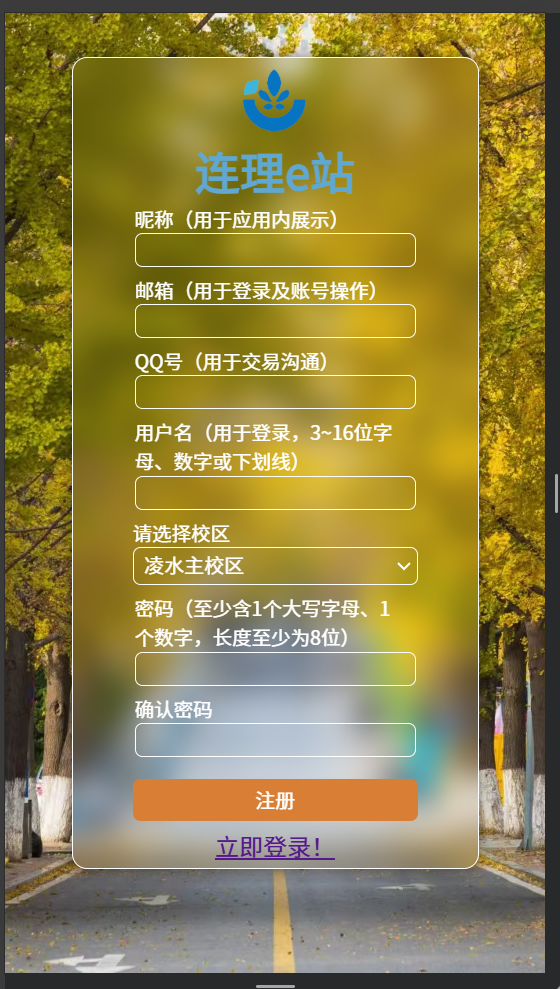 连理e站
昵称（用于应用内展示）
邮箱（用于登录及账号操作）
QQ号（用于交易沟通）
用户名（用于登录，3~16位字
母、数字或下划线）
请选择校区
凌水主校区
密码（至少含1个大写字母、1
个数字，长度至少为8位）
确认密码
注册
立即登录！